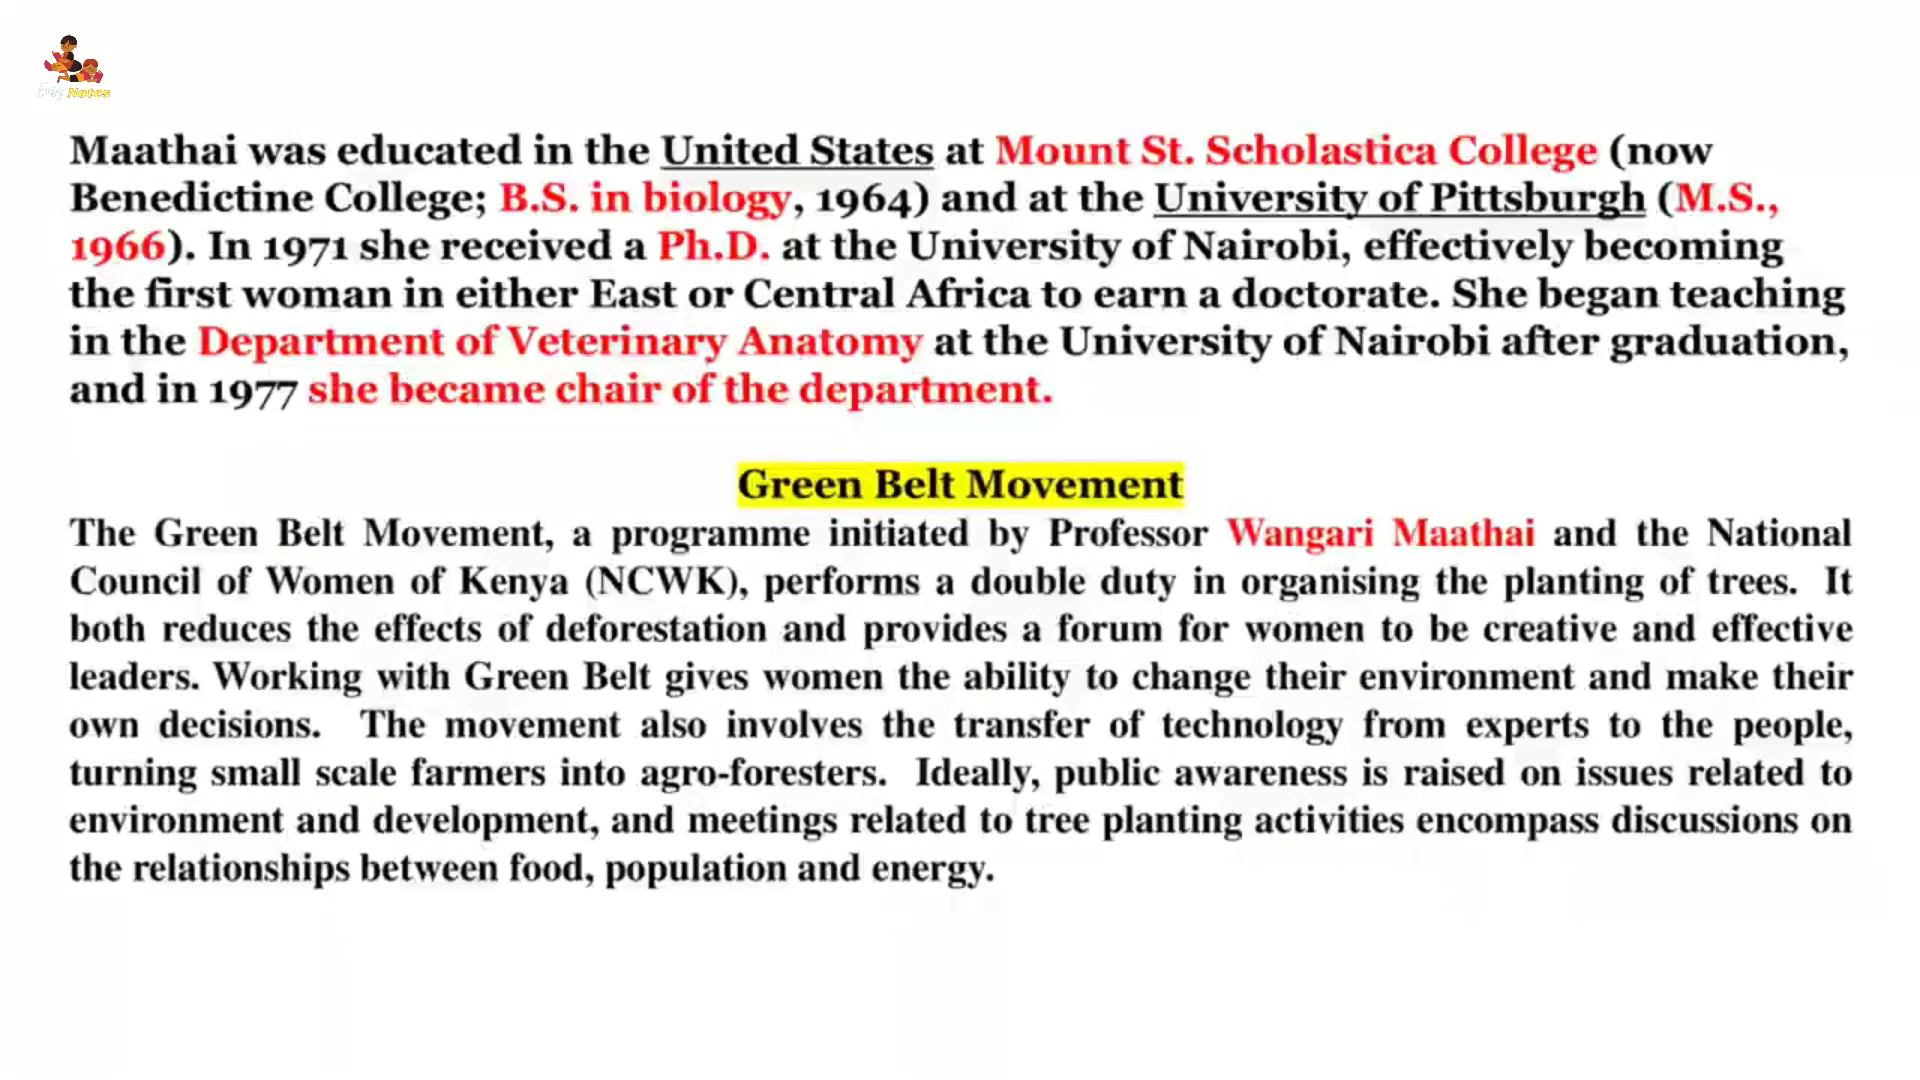 Easy Notes
Maathai was educated in the United States at Mount St. Scholastica College (now
Benedictine College; B.S. in biology, 1964) and at the University of Pittsburgh (M.S.,
1966). In 1971 she received a Ph.D. at the University of Nairobi, effectively becoming
the first woman in either East or Central Africa to earn a doctorate. She began teaching
in the Department of Veterinary Anatomy at the University of Nairobi after graduation,
and in 1977 she became chair of the department.
Green Belt Movement
The Green Belt Movement, a programme initiated by Professor Wangari Maathai and the National
Council of Women of Kenya (NCWK), performs a double duty in organising the planting of trees. It
both reduces the effects of deforestation and provides a forum for women to be creative and effective
leaders. Working with Green Belt gives women the ability to change their environment and make their
own decisions. The movement also involves the transfer of technology from experts to the people,
turning small scale farmers into agro-foresters. Ideally, public awareness is raised on issues related to
environment and development, and meetings related to tree planting activities encompass discussions on
the relationships between food, population and energy.